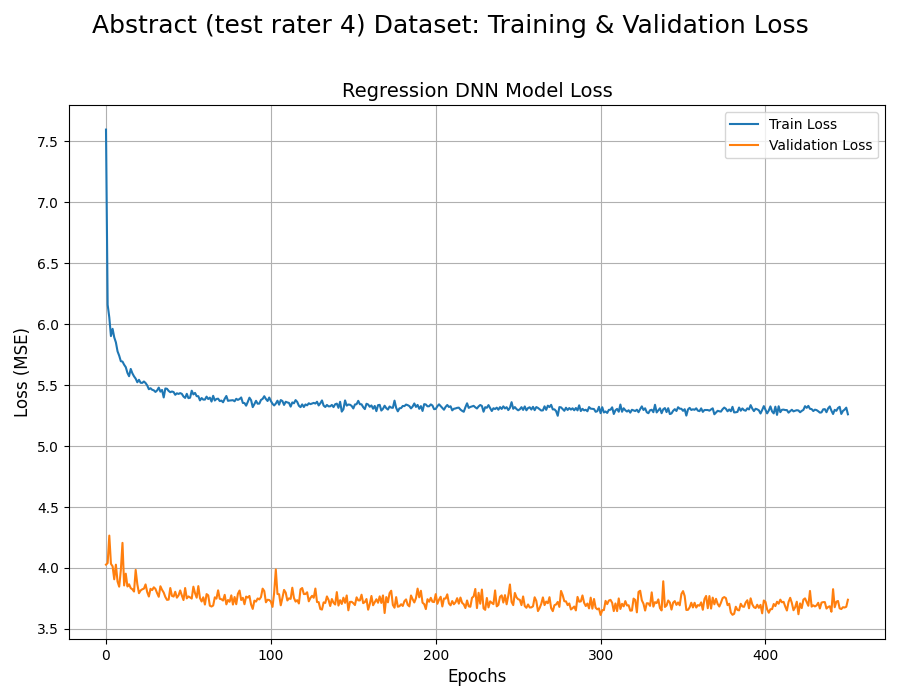 Abstract (test rater 4) Dataset: Training & Validation Loss
Regression DNN Model Loss
Train Loss
Validation Loss
7.5
7.0
6.5
6.0
5.5
5.0
4.5
4.0
3.5
Loss (MSE)
0 100 200 300 400
Epochs